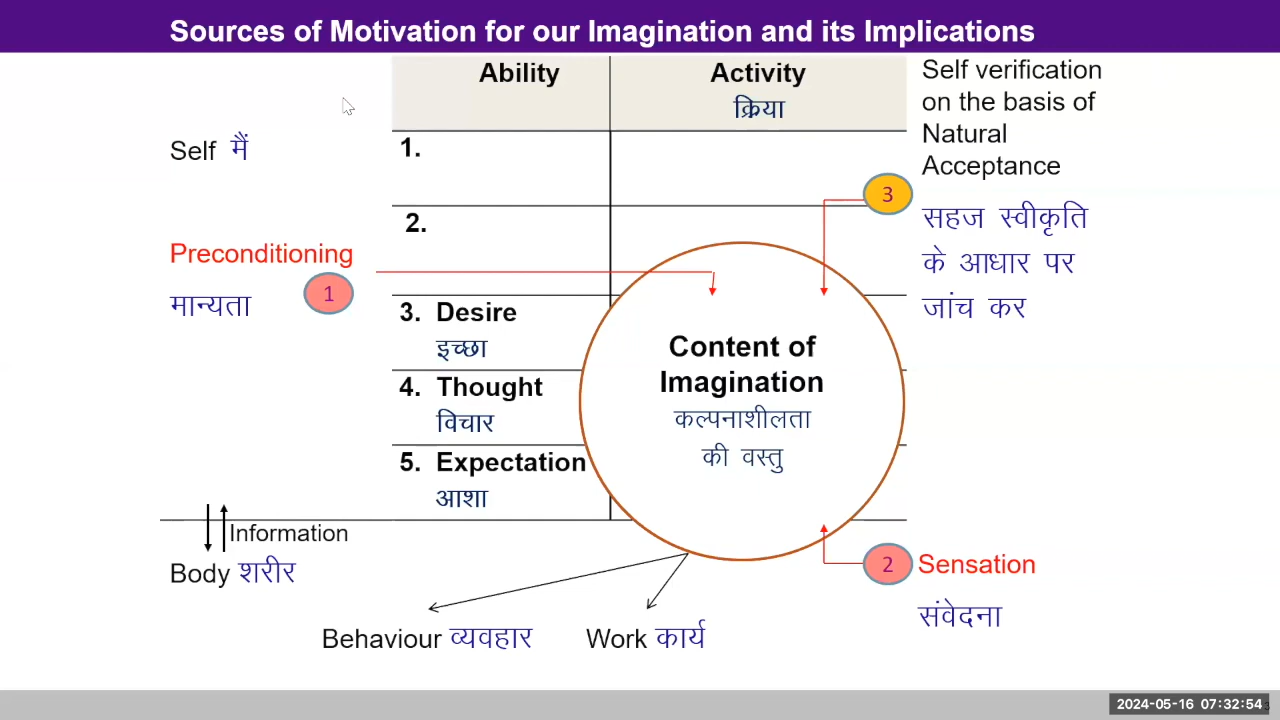 Sources of Motivation for our Imagination and its Implications
Ability
Activity
क्रिया
Self verification
on the basis of
Natural
Acceptance
सहज स्वीकृति
के आधार पर
जांच कर
3
Self मैं
1.
2.
Preconditioning
मान्यता
1
3. Desire
इच्छा
4. Thought
विचार
5. Expectation
आशा
Content of
Imagination
कल्पनाशीलता
की वस्तु
Information
Body शरीर
2
Sensation
संवेदना
Behaviour व्यवहार
Work कार्य
2024-05-16 07:32:54